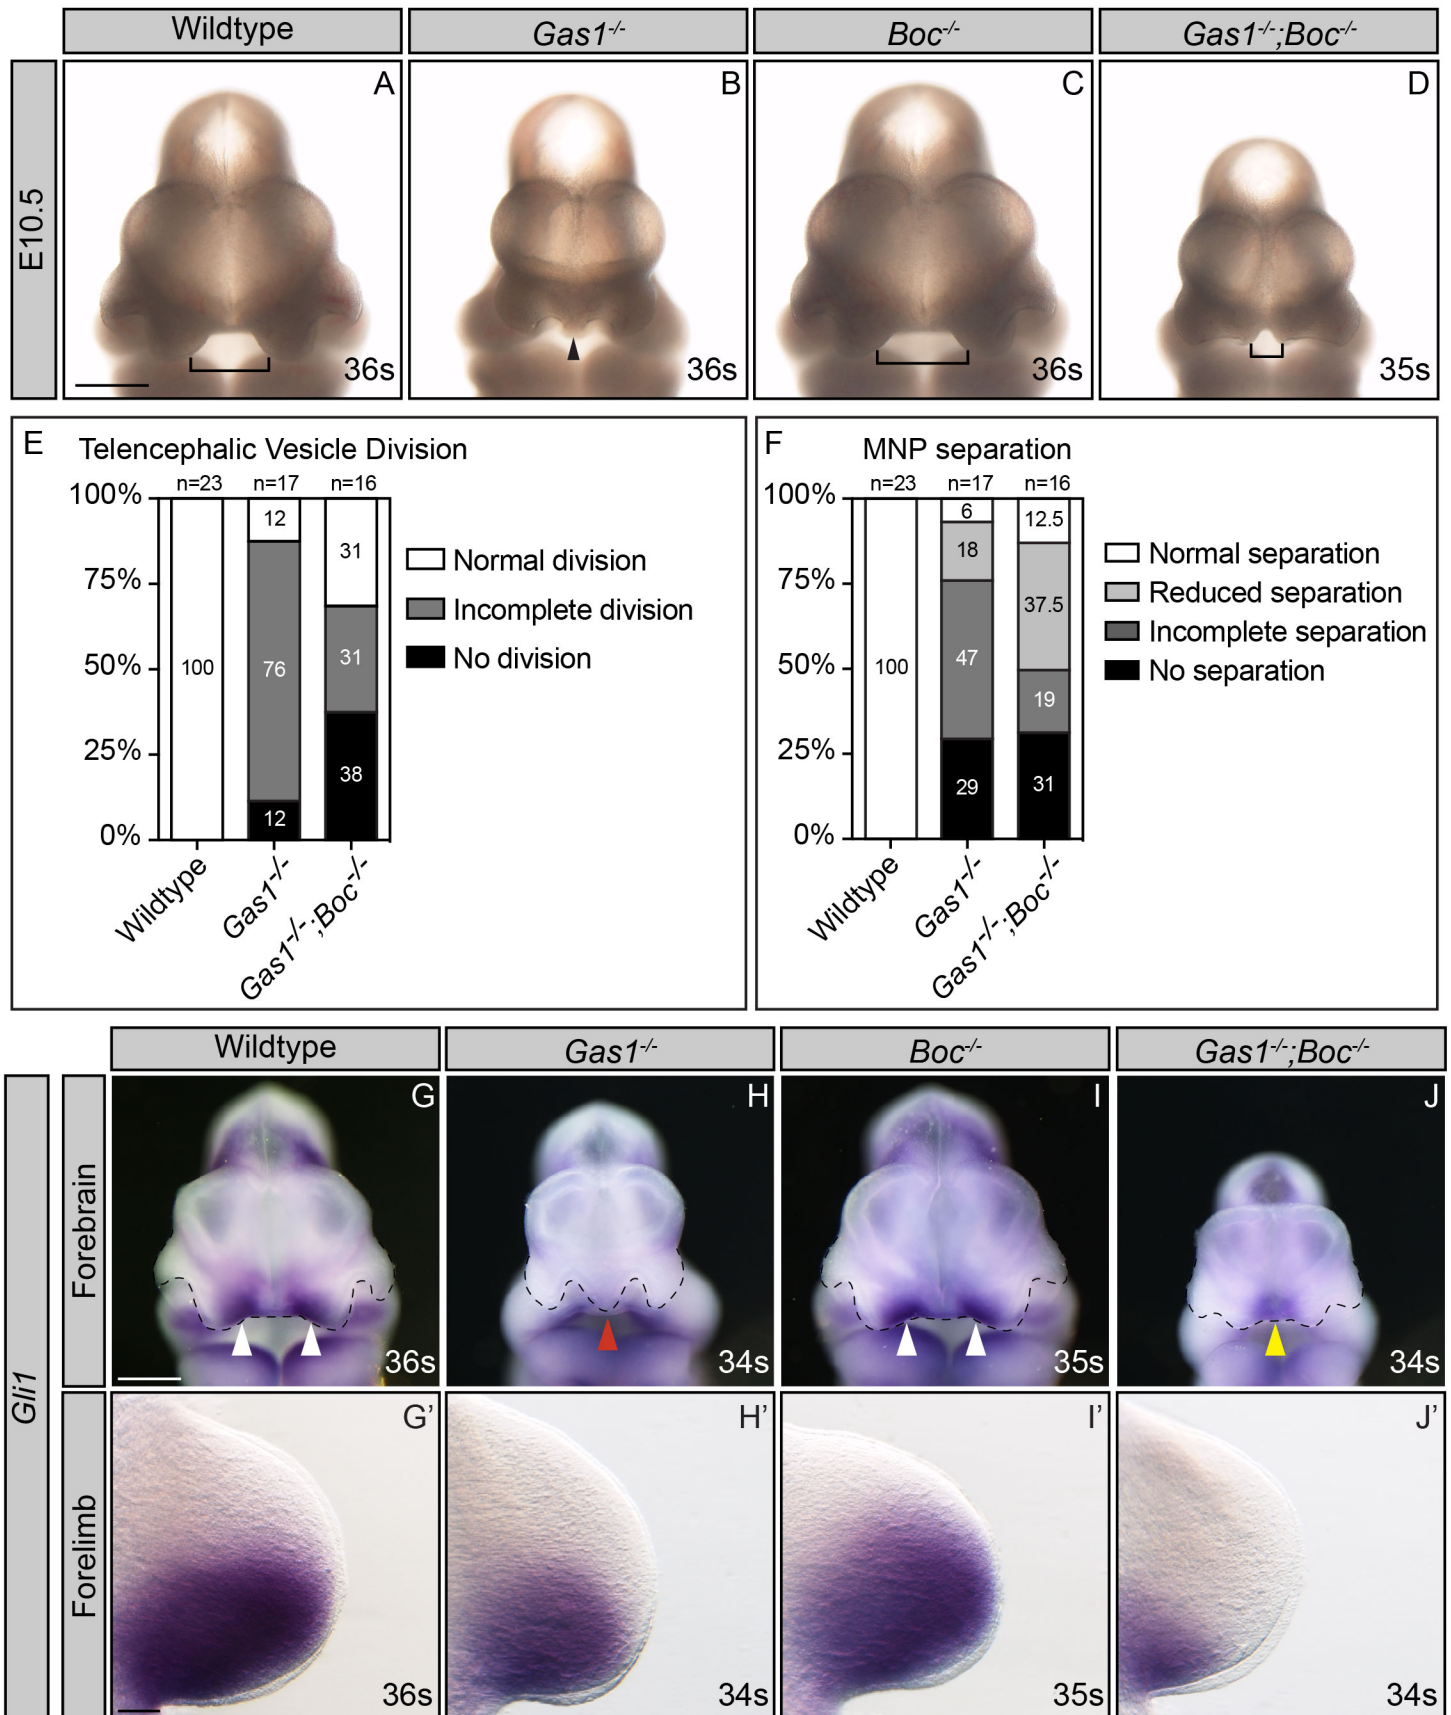 Wildtype
Gas1-/-
Boc-/-
Gas1-/-;Boc-/-
E10.5
A
36s
B
36s
C
36s
D
35s
E
Telencephalic Vesicle Division
n=23 n=17 n=16
100%
75%
50%
25%
0%
100
12
76
12
31
31
38
Normal division
Incomplete division
No division
Wildtype
Gas1-/-
Gas1-/-;Boc-/-
F
MNP separation
n=23 n=17 n=16
100%
75%
50%
25%
0%
100
6
18
47
29
12.5
37.5
19
31
Normal separation
Reduced separation
Incomplete separation
No separation
Wildtype
Gas1-/-
Gas1-/-;Boc-/-
Wildtype
Gas1-/-
Boc-/-
Gas1-/-;Boc-/-
Gli1
Forebrain
G
36s
H
34s
I
35s
J
34s
Forelimb
G’
36s
H’
34s
I’
35s
J’
34s